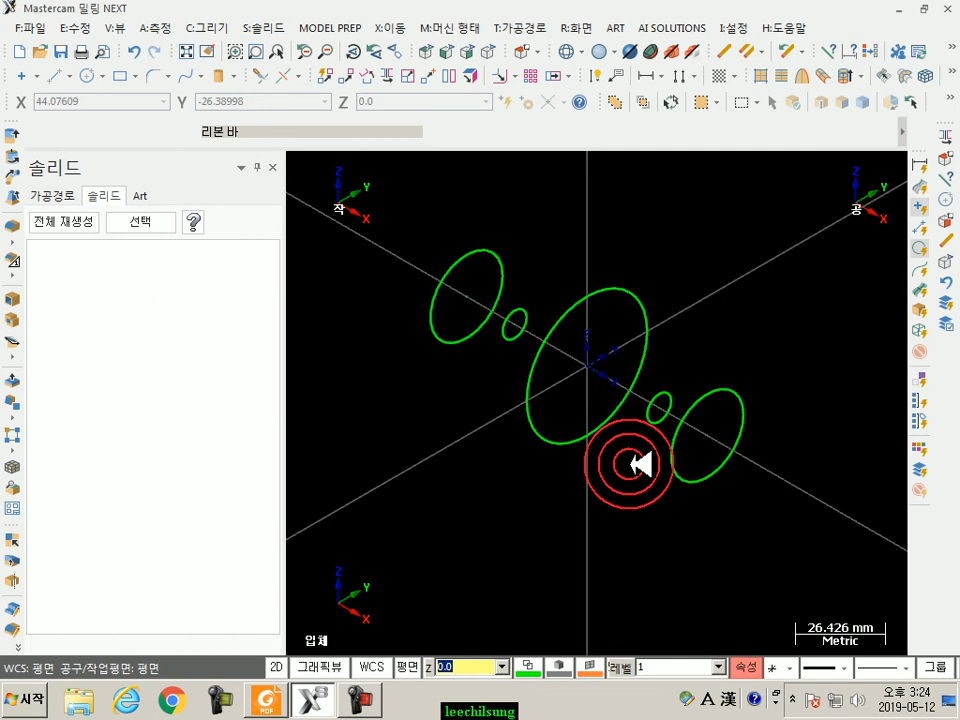 Mastercam 밀링 NEXT
F:파일 E:수정 V:뷰 A:측정 C:그리기 S:솔리드 MODEL PREP X:이동 M:머신 형태 T:가공경로 R:화면 ART AI SOLUTIONS I:설정 H:도움말
X 44.07609 Y -26.38998 Z 0.0
리본 바
솔리드
가공경로 솔리드 Art
전체 재생성 선택
Z Y X 작
Z Y X 공
Z Y X
입체
26.426 mm
Metric
WCS: 평면 공구/작업평면: 평면 2D 그래픽뷰 WCS 평면 Z 0.0 레벨 1 속성 그룹
시작 PDF A 漢 오후 3:24
2019-05-12
leechilsung